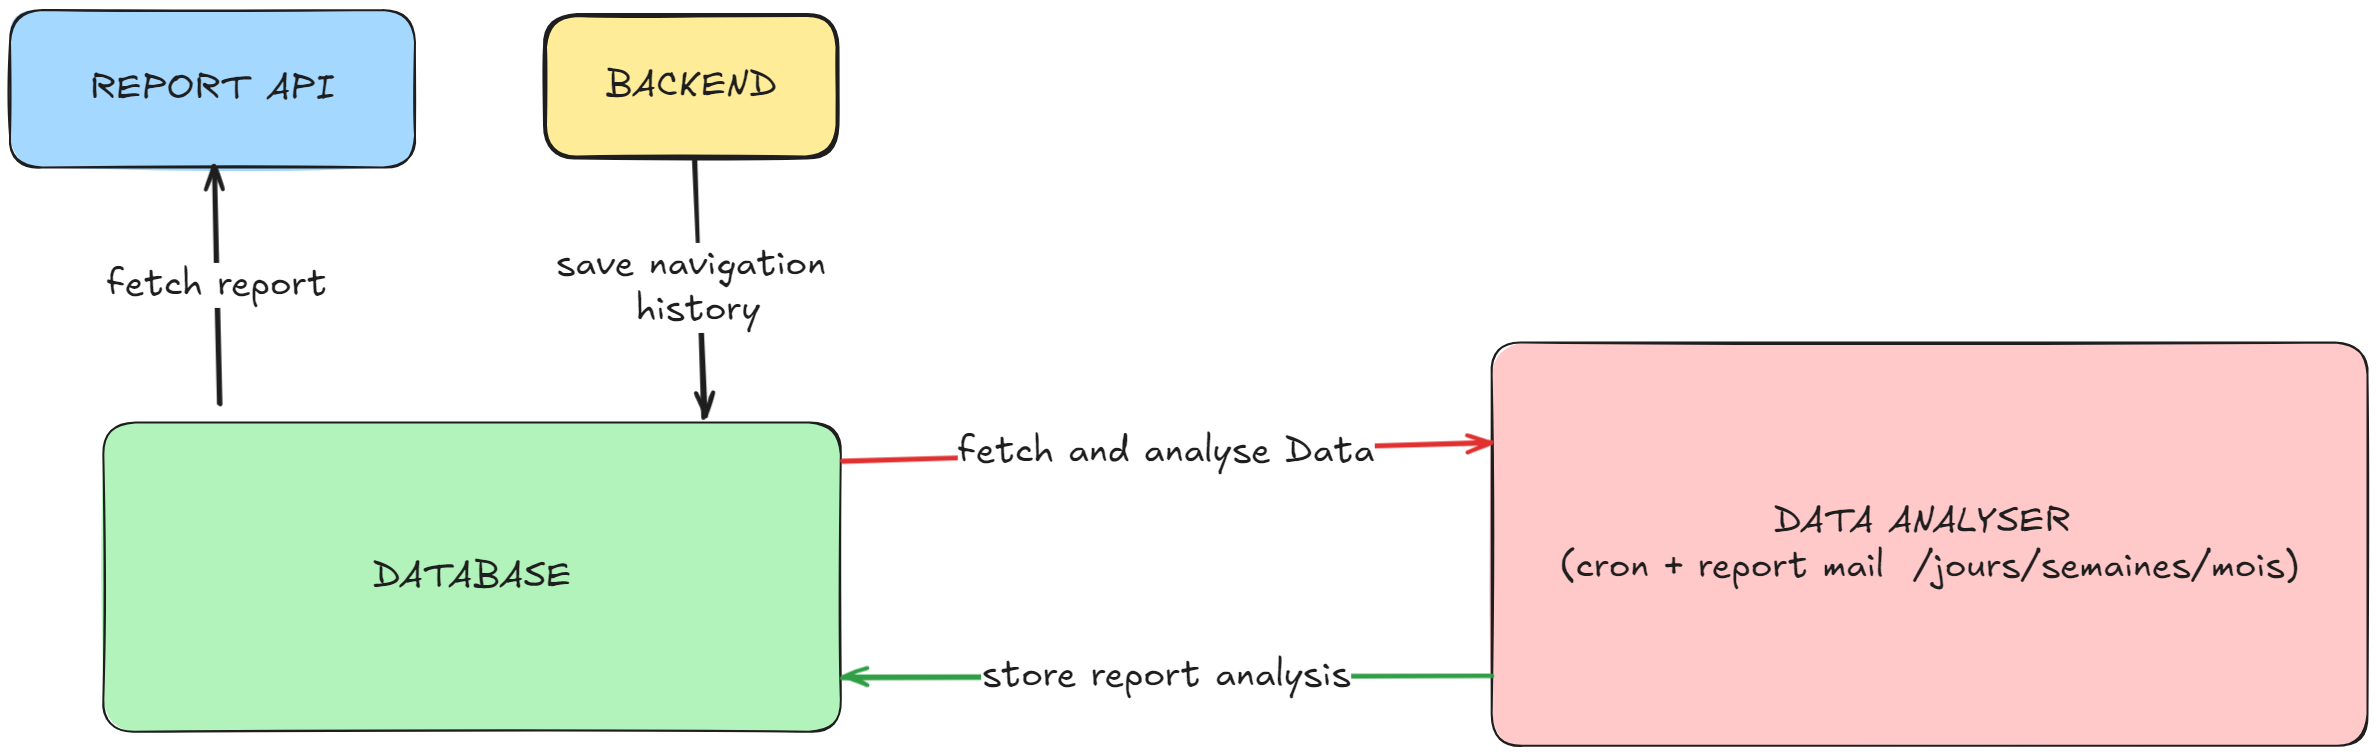 REPORT API
BACKEND
fetch report
save navigation
history
fetch and analyse Data
DATABASE
DATA ANALYSER
(cron + report mail /jours/semaines/mois)
store report analysis